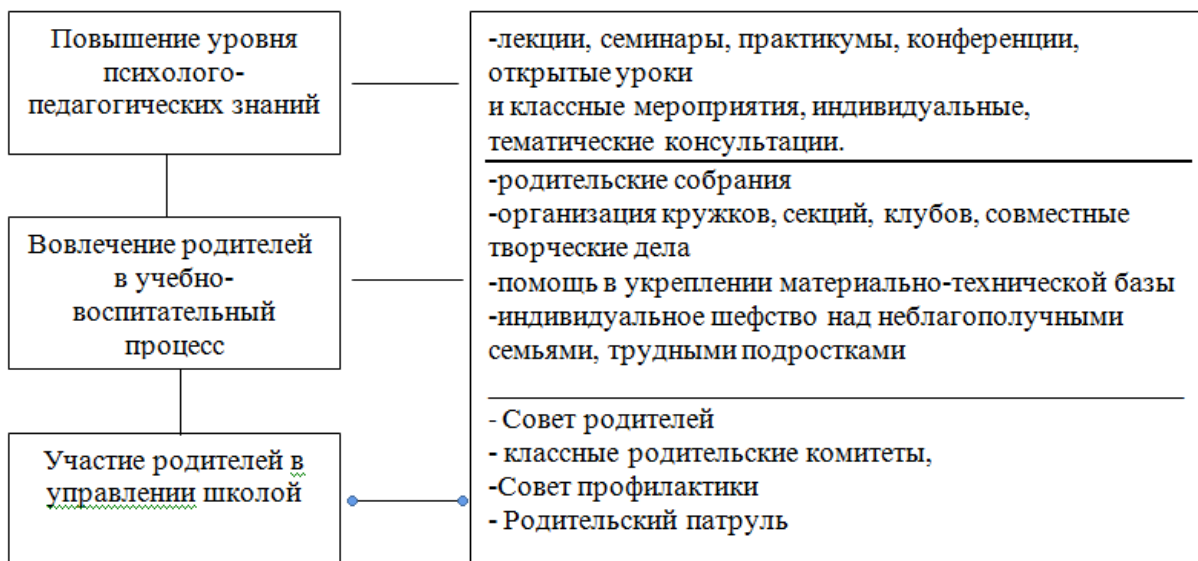 Повышение уровня
психолого-
педагогических знаний
-лекции, семинары, практикумы, конференции,
открытые уроки
и классные мероприятия, индивидуальные,
тематические консультации.
Вовлечение родителей
в учебно-
воспитательный
процесс
-родительские собрания
-организация кружков, секций, клубов, совместные
творческие дела
-помощь в укреплении материально-технической базы
-индивидуальное шефство над неблагополучными
семьями, трудными подростками
Участие родителей в
управлении школой
- Совет родителей
- классные родительские комитеты,
-Совет профилактики
- Родительский патруль